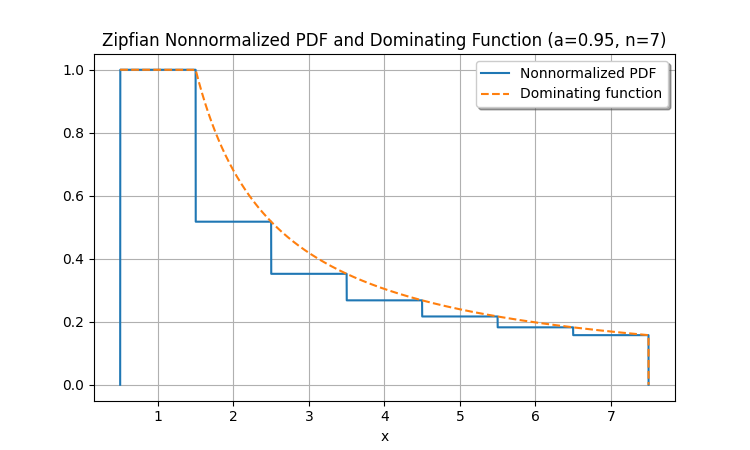 Zipfian Nonnormalized PDF and Dominating Function (a=0.95, n=7)
Nonnormalized PDF
Dominating function
1.0
0.8
0.6
0.4
0.2
0.0
1 2 3 4 5 6 7
x